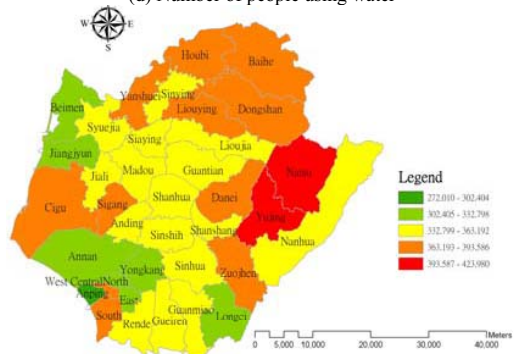 (d) Number of people using water
N
W E
S
Houbi
Baihe
Yanshuei
Sinying
Liouying
Dongshan
Beimen
Syuejia
Siaying
Lioujia
Jiangjyun
Madou
Guantian
Nansi
Jiali
Danei
Cigu
Sigang
Shanhua
Yujing
Anding
Shanshang
Nanhua
Sinshih
Annan
Zuojhen
Yongkang
Sinhua
West Central
North
Anping
East
Guanmiao
Longci
South
Rende
Gueiren
Legend
272.010 - 302.404
302.405 - 332.798
332.799 - 363.192
363.193 - 393.586
393.587 - 423.980
Meters
0 5,000 10,000 20,000 30,000 40,000